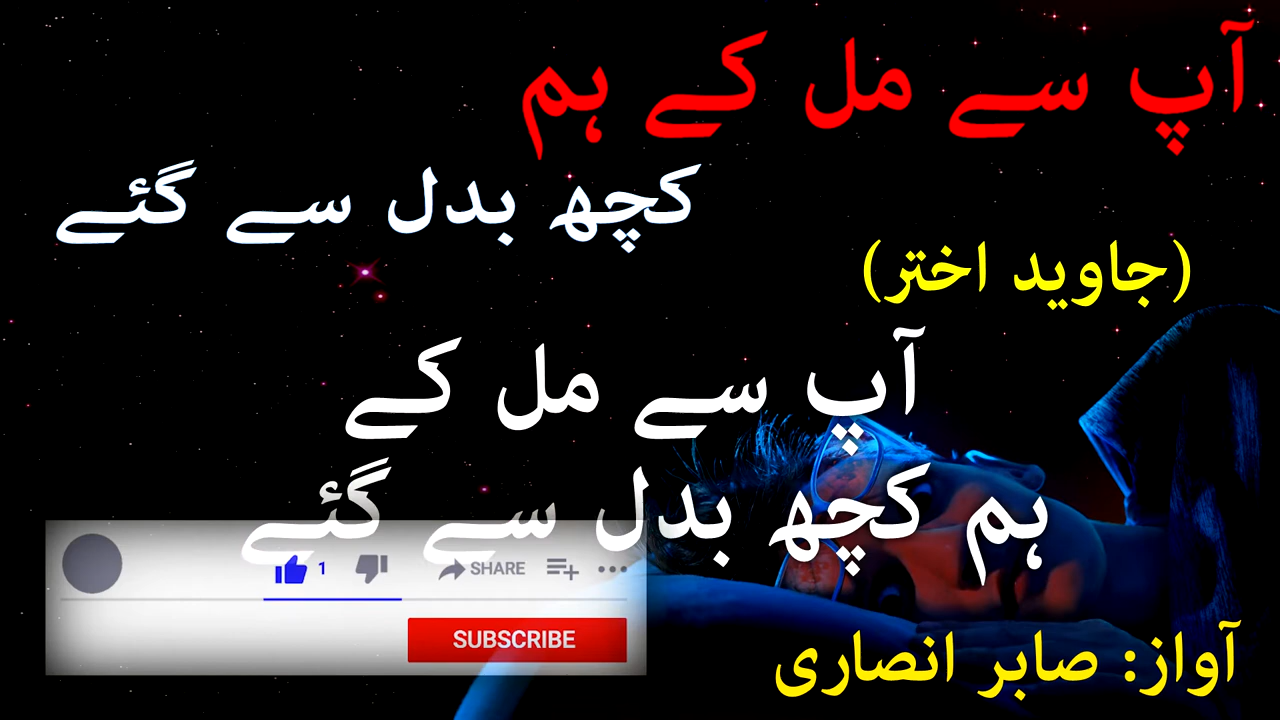 آپ سے مل کے ہم
کچھ بدل سے گئے
(جاوید اختر)
آپ سے مل کے
ہم کچھ بدل سے گئے
1 SHARE
SUBSCRIBE
آواز: صابر انصاری